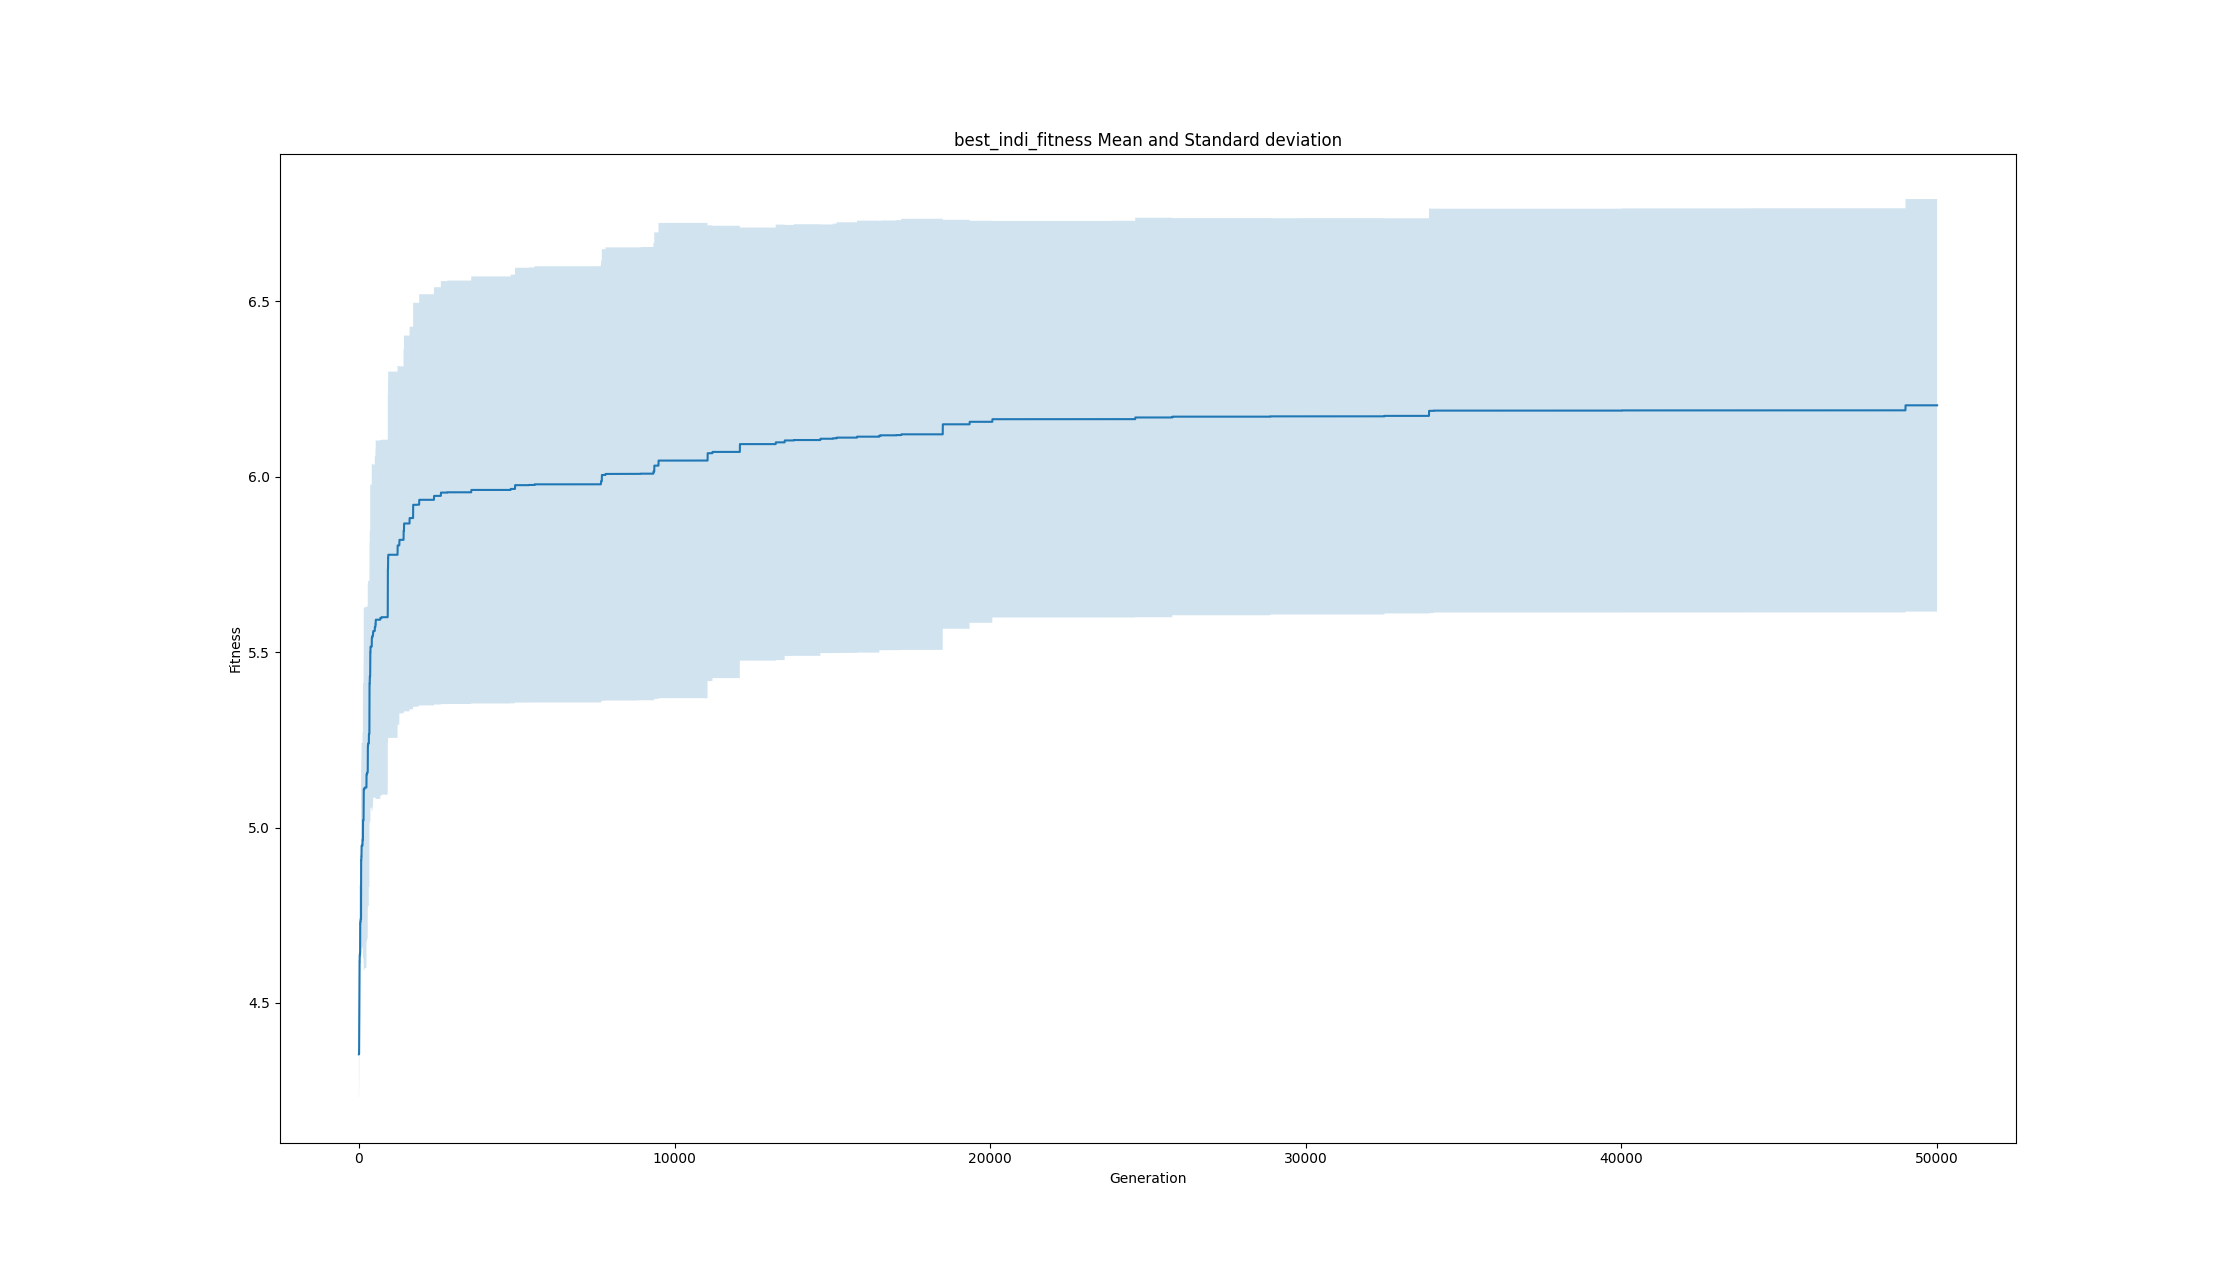 best_indi_fitness Mean and Standard deviation
Fitness
6.5
6.0
5.5
5.0
4.5
0 10000 20000 30000 40000 50000
Generation